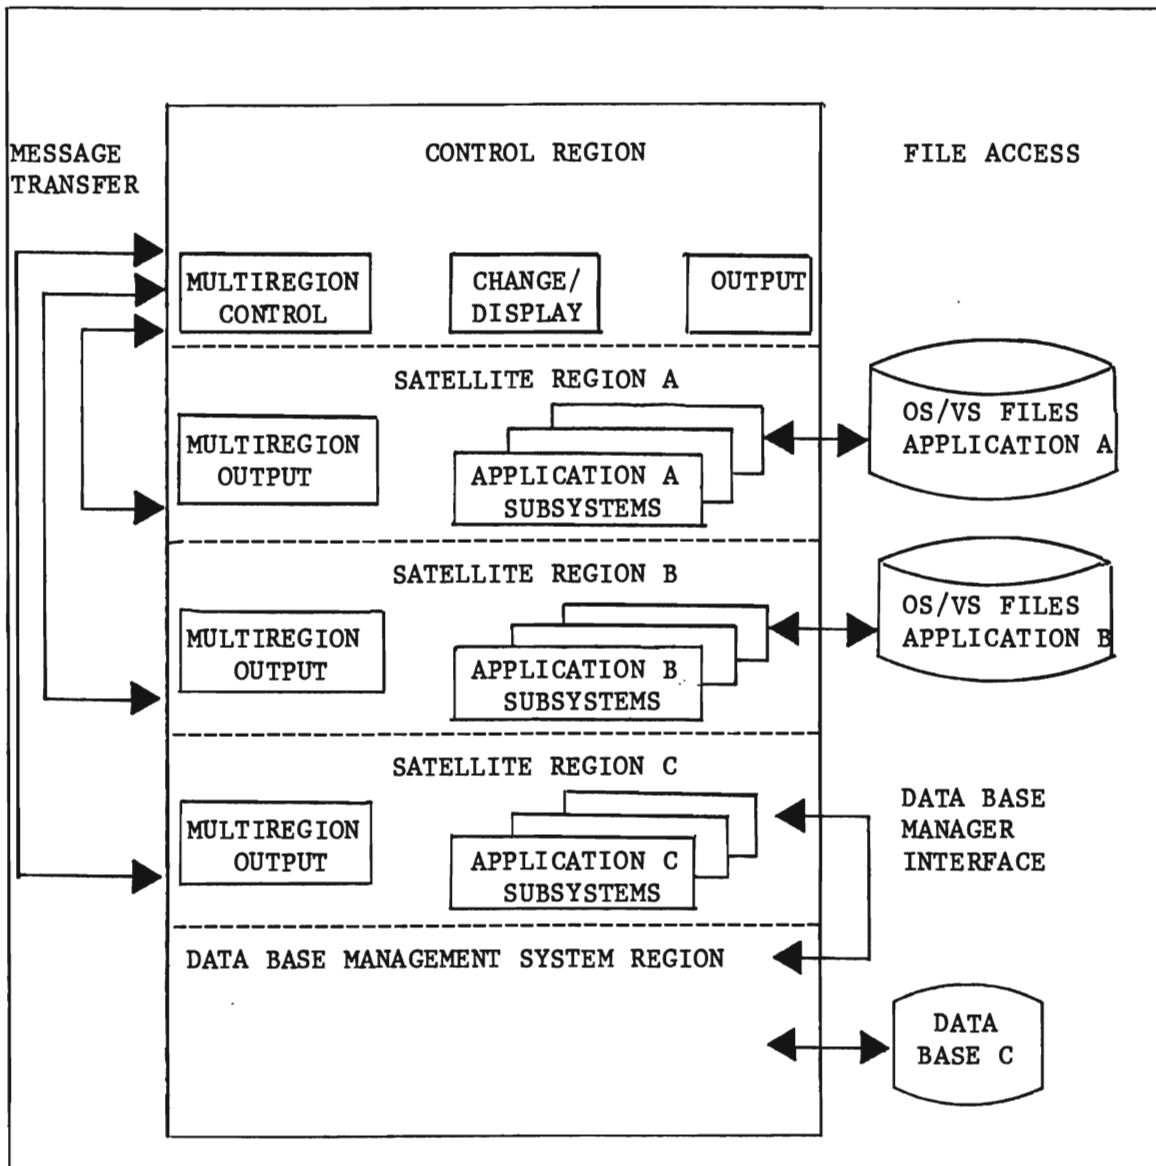 MESSAGE
TRANSFER
CONTROL REGION
FILE ACCESS
MULTIREGION
CONTROL
CHANGE/
DISPLAY
OUTPUT
SATELLITE REGION A
MULTIREGION
OUTPUT
APPLICATION A
SUBSYSTEMS
OS/VS FILES
APPLICATION A
SATELLITE REGION B
MULTIREGION
OUTPUT
APPLICATION B
SUBSYSTEMS
OS/VS FILES
APPLICATION B
SATELLITE REGION C
MULTIREGION
OUTPUT
APPLICATION C
SUBSYSTEMS
DATA BASE
MANAGER
INTERFACE
DATA BASE MANAGEMENT SYSTEM REGION
DATA
BASE C